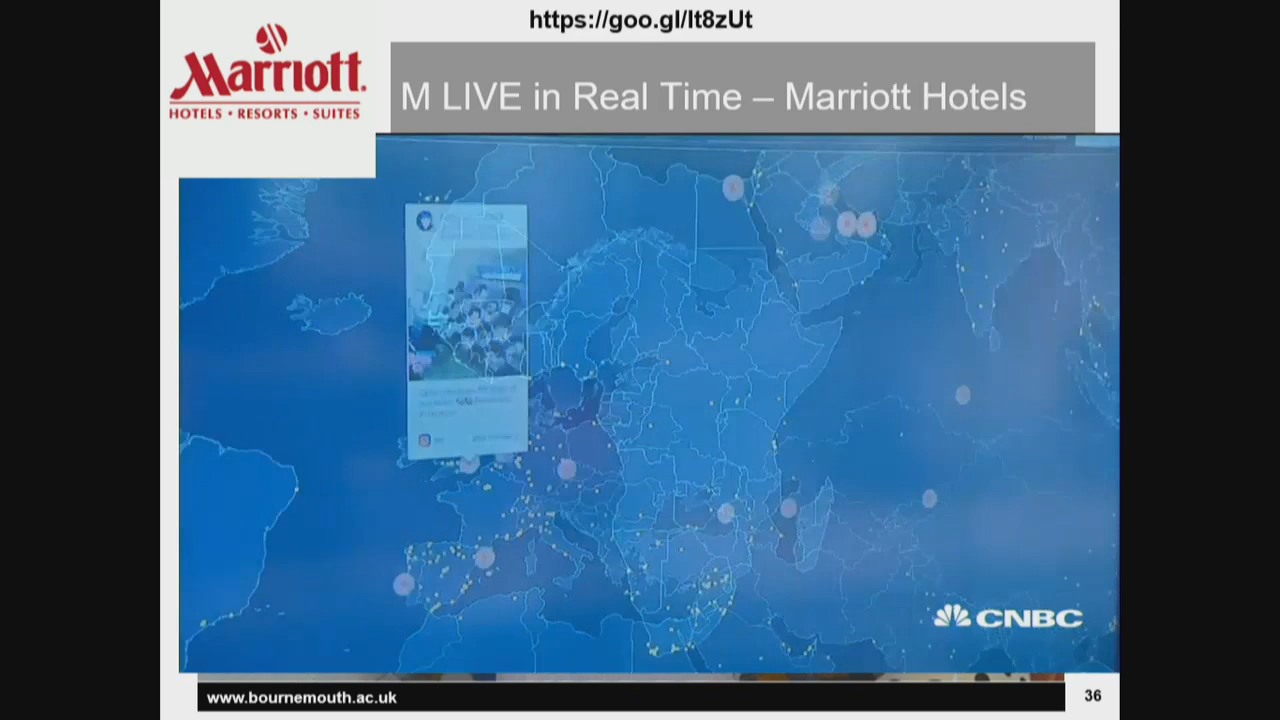 https://goo.gl/lt8zUt
Marriott.
HOTELS • RESORTS • SUITES
M LIVE in Real Time – Marriott Hotels
CNBC
www.bournemouth.ac.uk
36